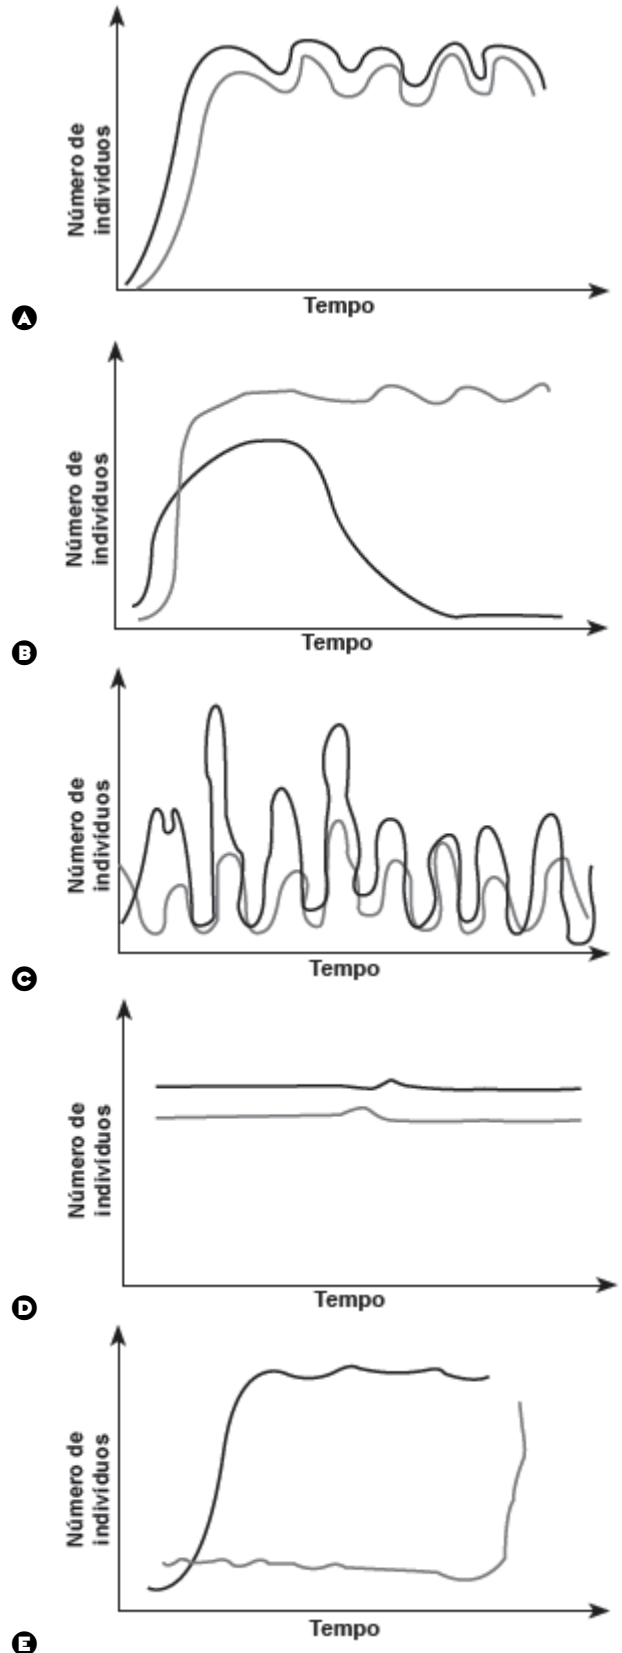 Número de
indivíduos
Tempo
A
Número de
indivíduos
Tempo
B
Número de
indivíduos
Tempo
C
Número de
indivíduos
Tempo
D
Número de
indivíduos
Tempo
E